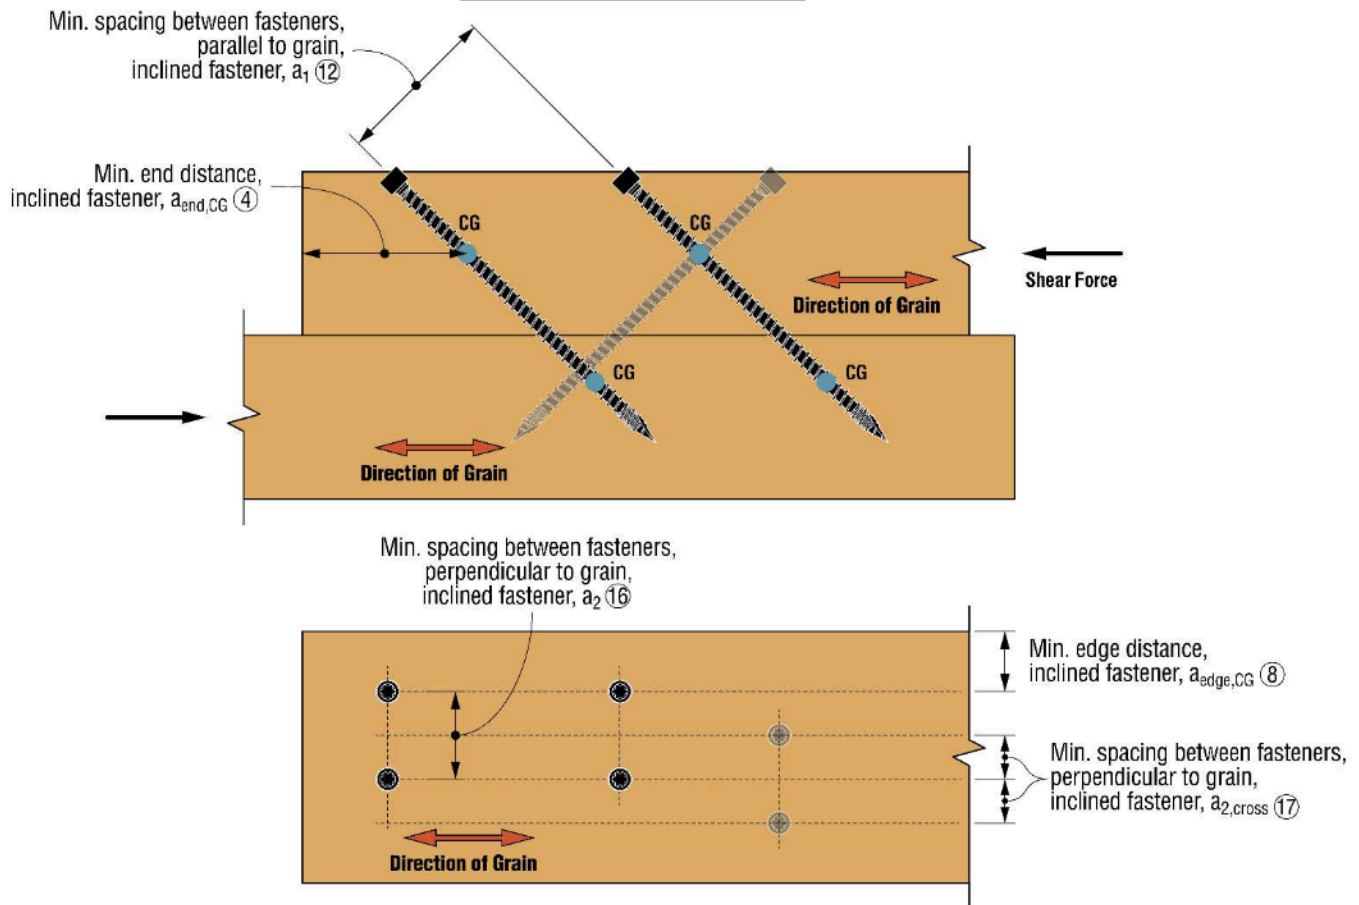 Min. spacing between fasteners,
parallel to grain,
inclined fastener, a₁ ⑫
Min. end distance,
inclined fastener, aend,CG ④
CG
CG
CG
CG
Direction of Grain
Shear Force
Direction of Grain
Min. spacing between fasteners,
perpendicular to grain,
inclined fastener, a₂ ⑯
Min. edge distance,
inclined fastener, aedge,CG ⑧
Min. spacing between fasteners,
perpendicular to grain,
inclined fastener, a2,cross ⑰
Direction of Grain